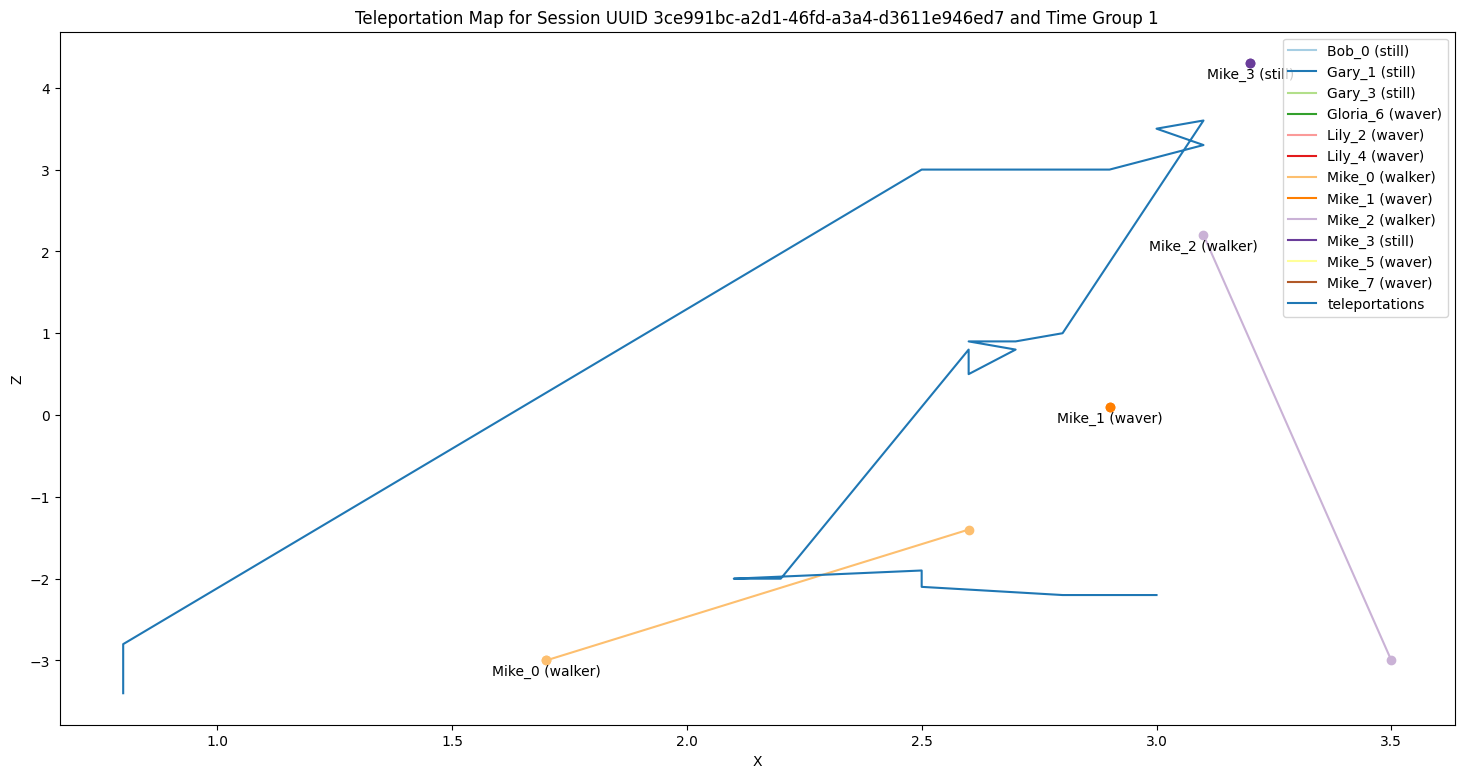 Teleportation Map for Session UUID 3ce991bc-a2d1-46fd-a3a4-d3611e946ed7 and Time Group 1
Bob_0 (still)
Gary_1 (still)
Gary_3 (still)
Gloria_6 (waver)
Lily_2 (waver)
Lily_4 (waver)
Mike_0 (walker)
Mike_1 (waver)
Mike_2 (walker)
Mike_3 (still)
Mike_5 (waver)
Mike_7 (waver)
teleportations
Mike_3 (still)
Mike_2 (walker)
Mike_1 (waver)
Mike_0 (walker)
Z
4
3
2
1
0
−1
−2
−3
1.0
1.5
2.0
2.5
3.0
3.5
X